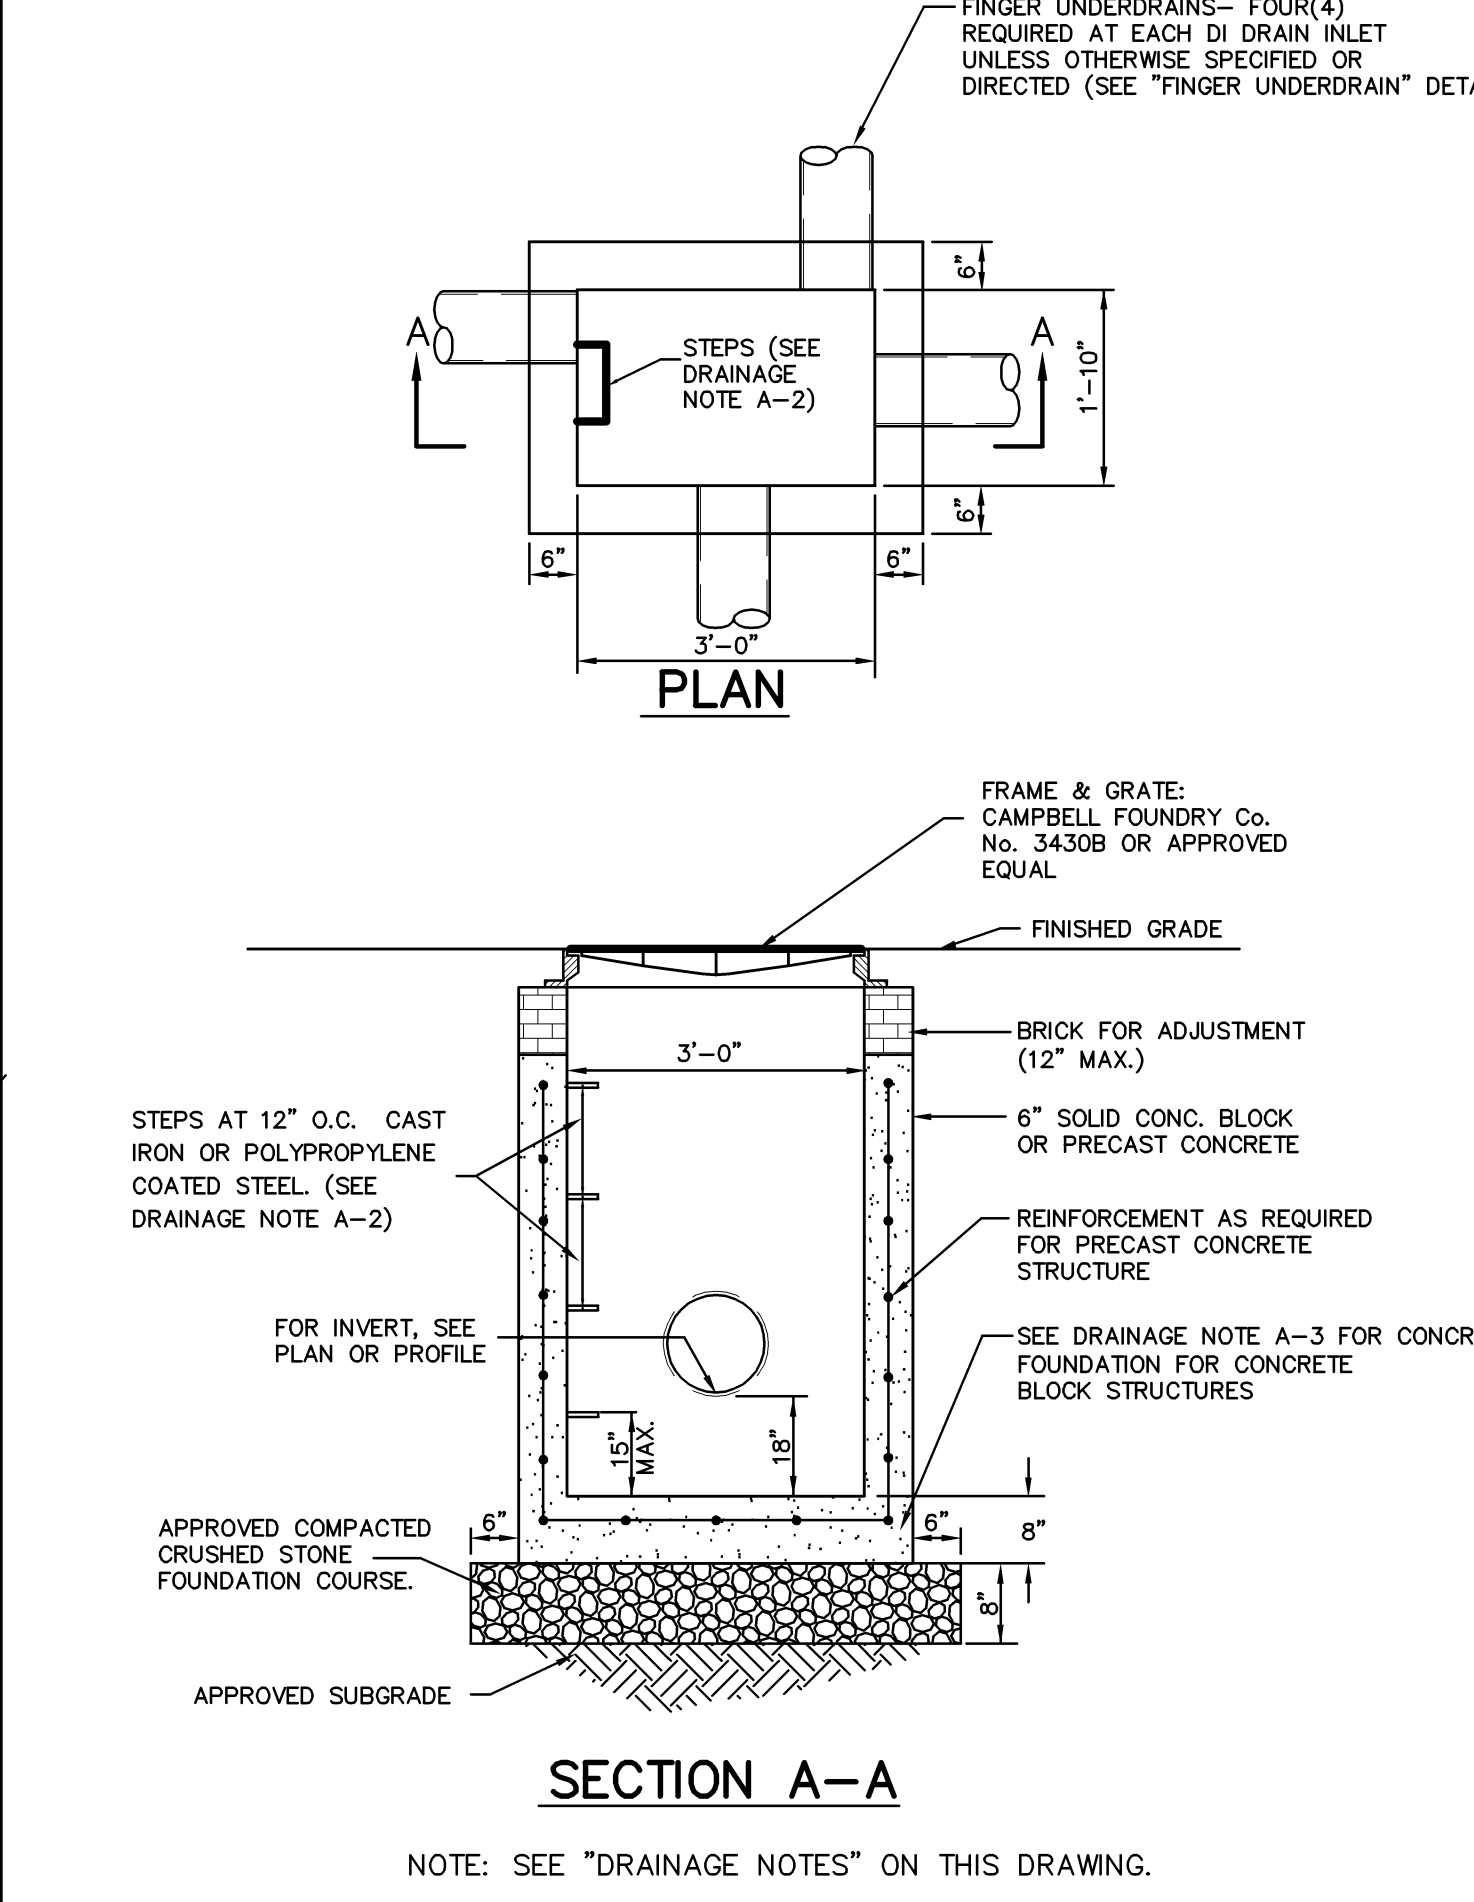 FINGER UNDERDRAINS– FOUR(4)
REQUIRED AT EACH DI DRAIN INLET
UNLESS OTHERWISE SPECIFIED OR
DIRECTED (SEE "FINGER UNDERDRAIN"
6"
A
A
STEPS (SEE
DRAINAGE
NOTE A–2)
1'–10"
6"
6"
6"
3'–0"
PLAN
FRAME & GRATE:
CAMPBELL FOUNDRY Co.
No. 3430B OR APPROVED
EQUAL
FINISHED GRADE
BRICK FOR ADJUSTMENT
(12" MAX.)
3'–0"
STEPS AT 12" O.C. CAST
IRON OR POLYPROPYLENE
COATED STEEL. (SEE
DRAINAGE NOTE A–2)
6" SOLID CONC. BLOCK
OR PRECAST CONCRETE
REINFORCEMENT AS REQUIRED
FOR PRECAST CONCRETE
STRUCTURE
FOR INVERT, SEE
PLAN OR PROFILE
SEE DRAINAGE NOTE A–3 FOR
FOUNDATION FOR CONCRETE
BLOCK STRUCTURES
15"
MAX.
18"
6"
6"
8"
APPROVED COMPACTED
CRUSHED STONE
FOUNDATION COURSE.
8"
APPROVED SUBGRADE
SECTION A–A
NOTE: SEE "DRAINAGE NOTES" ON THIS DRAWING.